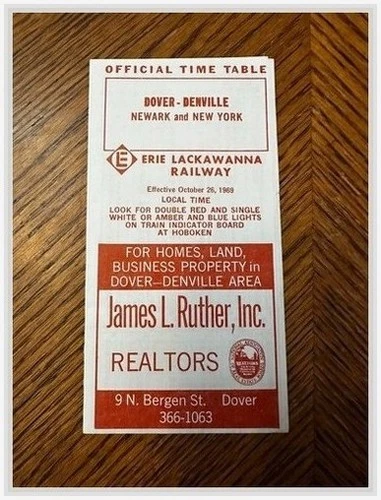 OFFICIAL TIME TABLE
DOVER - DENVILLE
NEWARK and NEW YORK
E
ERIE LACKAWANNA
RAILWAY
Effective October 26, 1969
LOCAL TIME
LOOK FOR DOUBLE RED AND SINGLE
WHITE OR AMBER AND BLUE LIGHTS
ON TRAIN INDICATOR BOARD
AT HOBOKEN
FOR HOMES, LAND,
BUSINESS PROPERTY in
DOVER—DENVILLE AREA
James L. Ruther, Inc.
REALTORS
9 N. Bergen St. Dover
366-1063